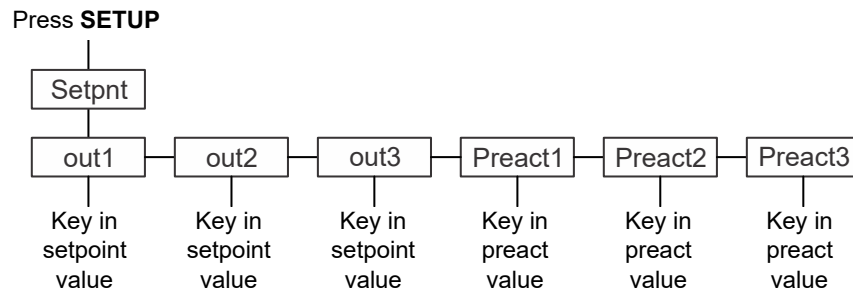 Press SETUP
Setpnt
out1 out2 out3 Preact1 Preact2 Preact3
Key in Key in Key in Key in Key in Key in
setpoint setpoint setpoint preact preact preact
value value value value value value